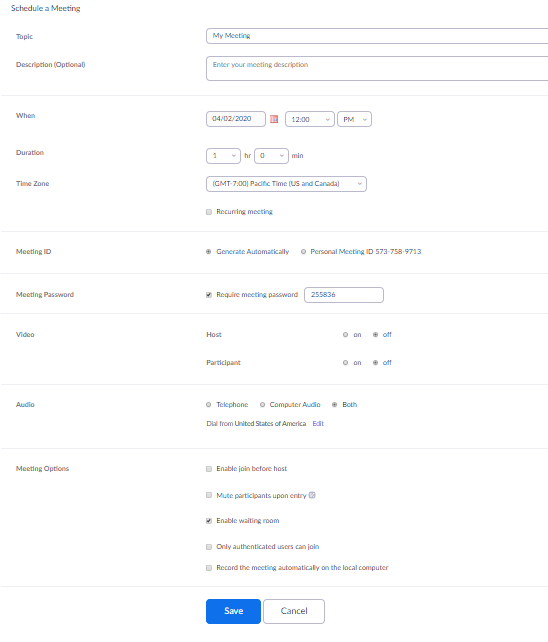 Schedule a Meeting
Topic My Meeting
Description (Optional) Enter your meeting description
When 04/02/2020 12:00 PM
Duration 1 hr 0 min
Time Zone (GMT-7:00) Pacific Time (US and Canada)
Recurring meeting
Meeting ID Generate Automatically Personal Meeting ID 573-758-9713
Meeting Password Require meeting password 255836
Video Host on off
Participant on off
Audio Telephone Computer Audio Both
Dial from United States of America Edit
Meeting Options Enable join before host
Mute participants upon entry
Enable waiting room
Only authenticated users can join
Record the meeting automatically on the local computer
Save Cancel